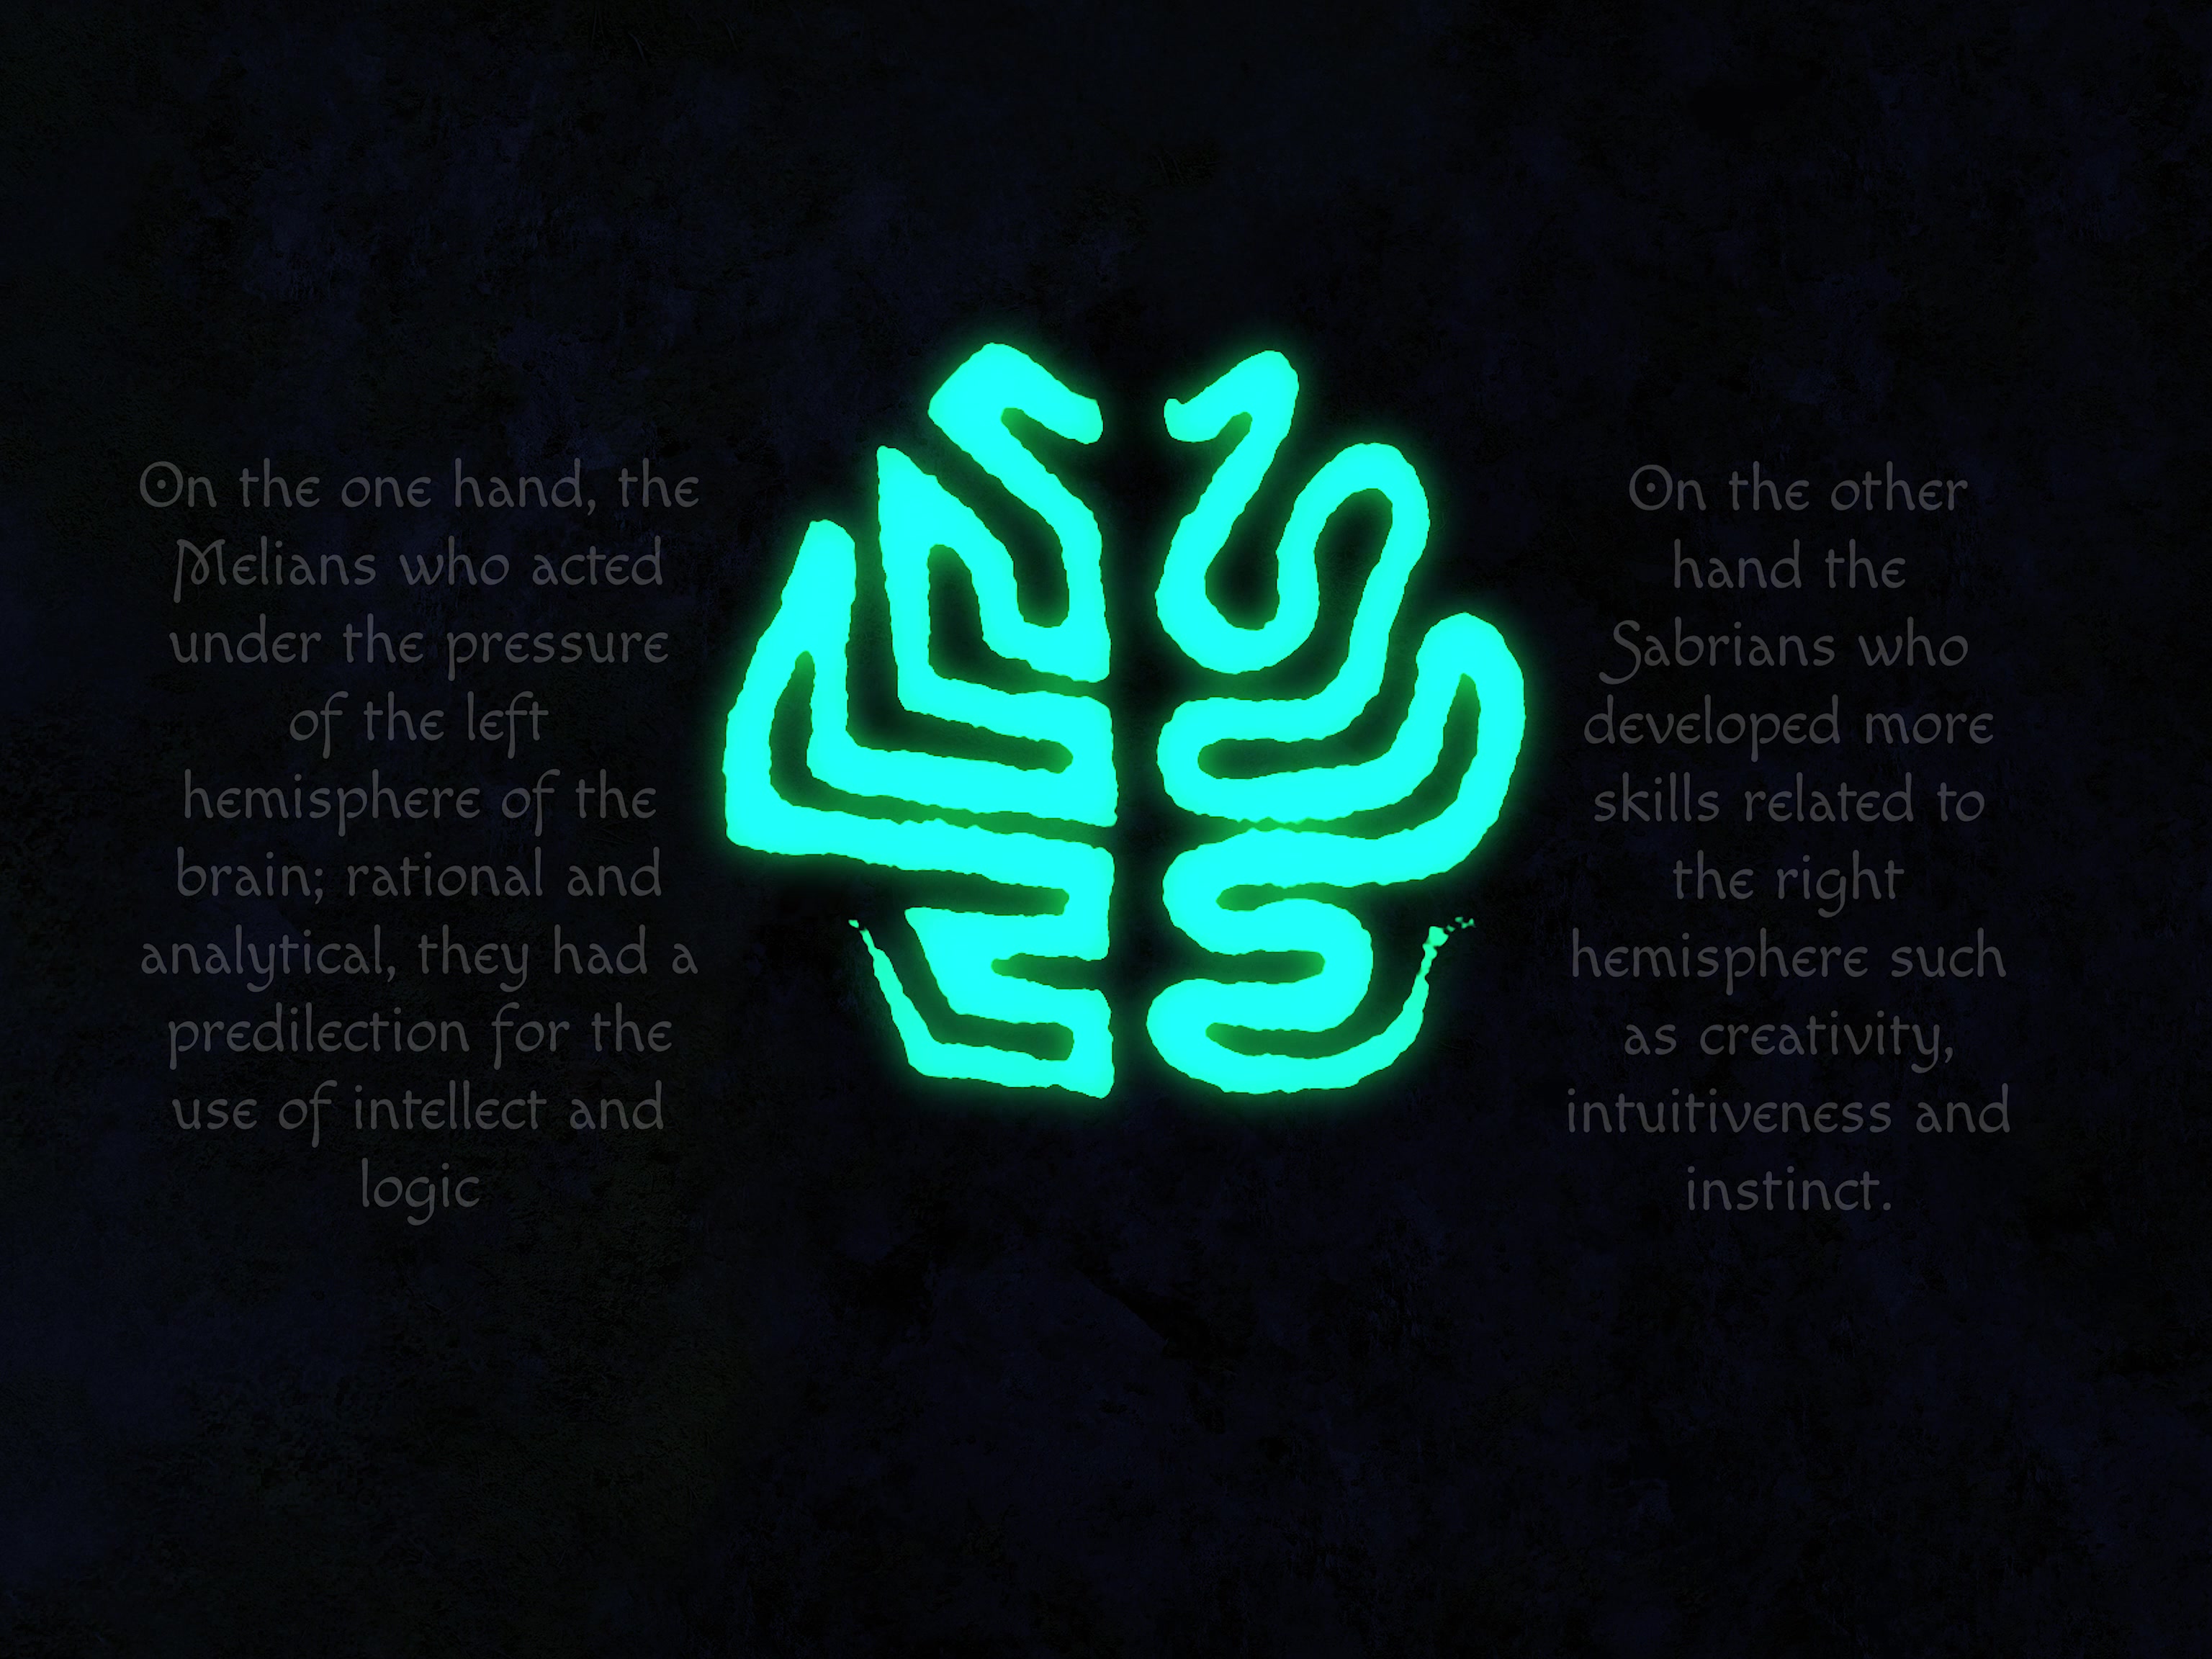 On the one hand, the
Melians who acted
under the pressure
of the left
hemisphere of the
brain; rational and
analytical, they had a
predilection for the
use of intellect and
logic
On the other
hand the
Sabrians who
developed more
skills related to
the right
hemisphere such
as creativity,
intuitiveness and
instinct.